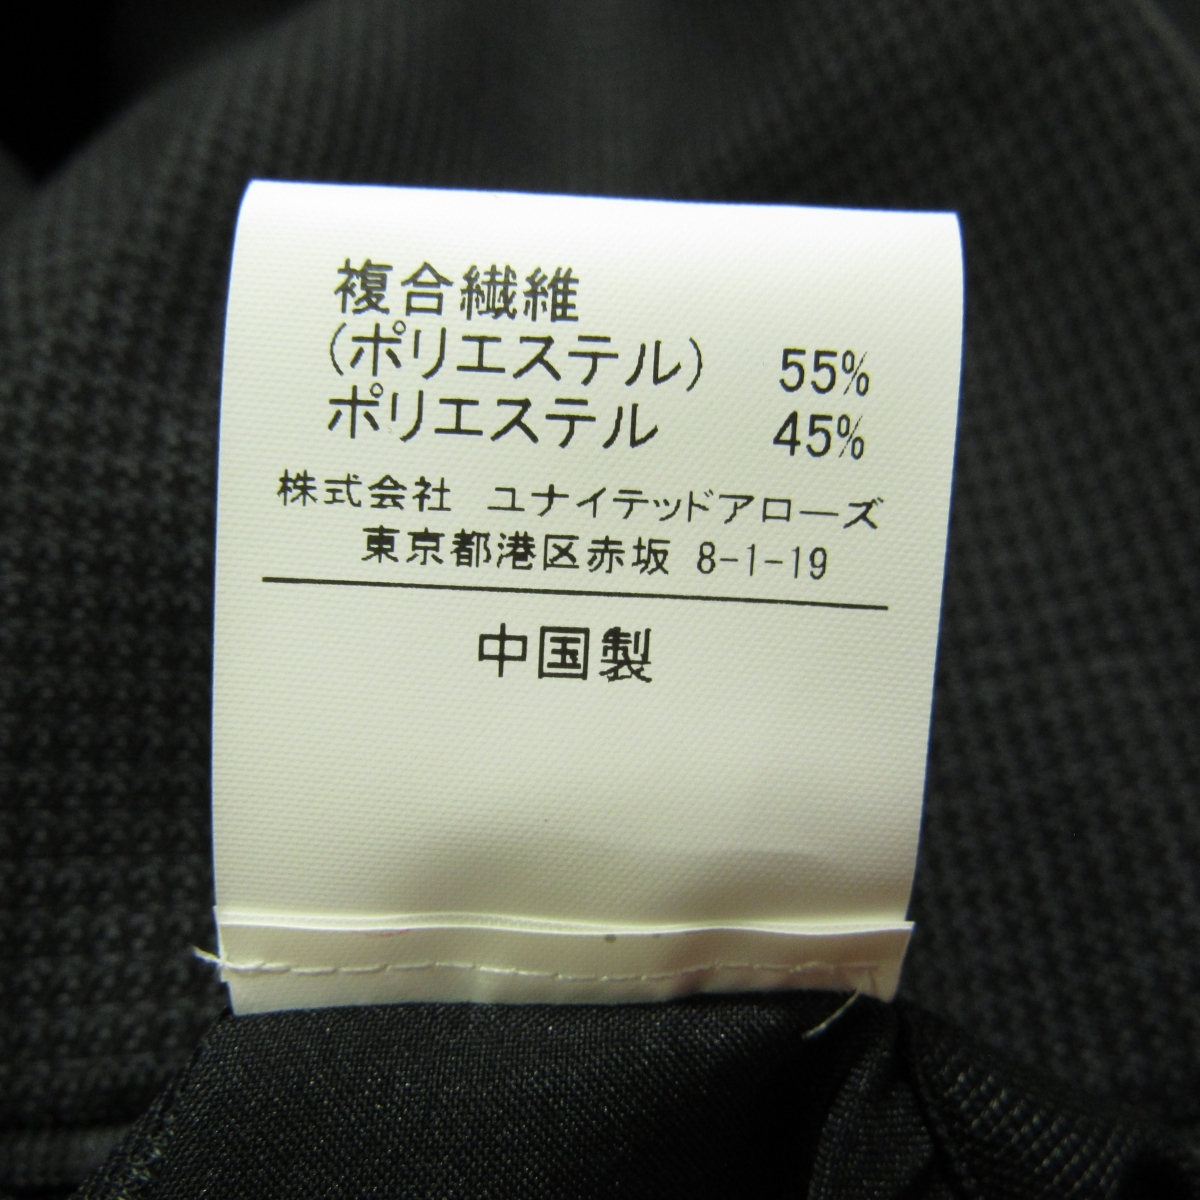 複合繊維
(ポリエステル) 55%
ポリエステル 45%
株式会社 ユナイテッドアローズ
東京都港区赤坂 8-1-19
中国製